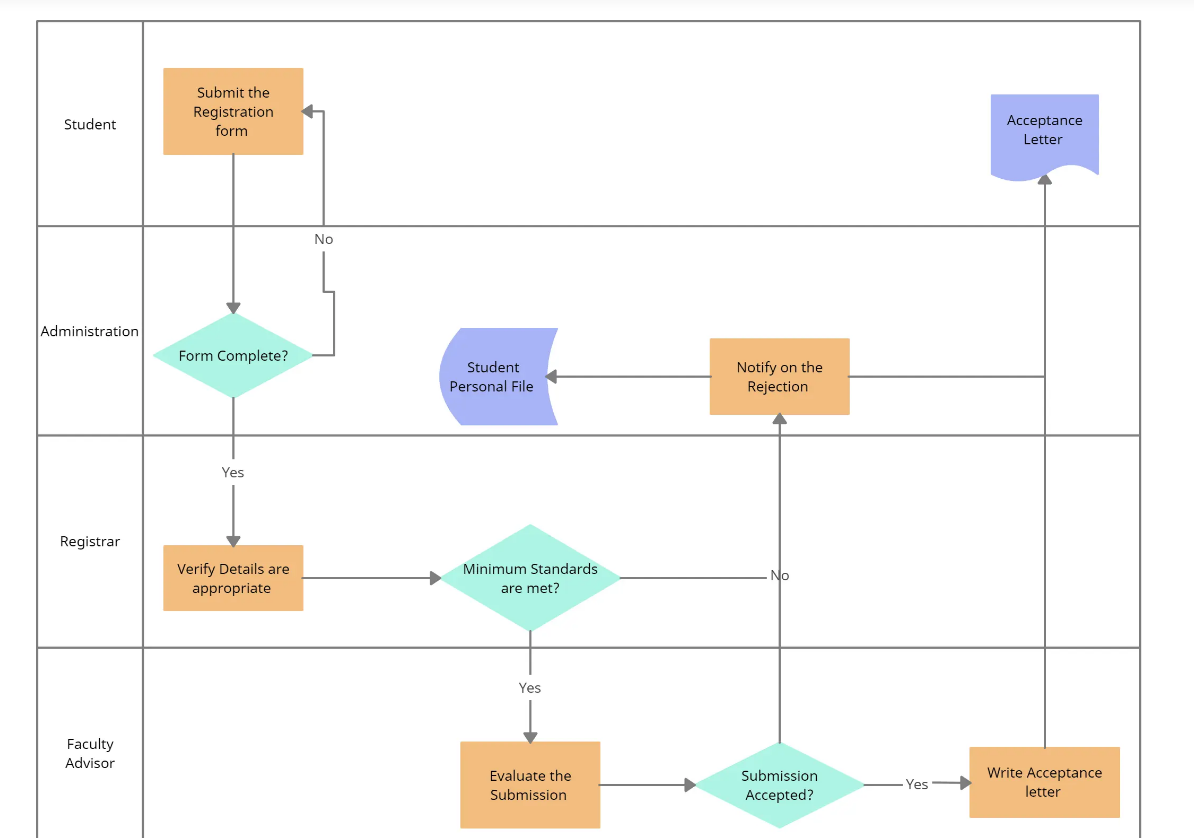 Student
Submit the
Registration
form
Acceptance
Letter
No
Administration
Form Complete?
Student
Personal File
Notify on the
Rejection
Yes
Registrar
Verify Details are
appropriate
Minimum Standards
are met?
No
Yes
Faculty
Advisor
Evaluate the
Submission
Submission
Accepted?
Yes
Write Acceptance
letter